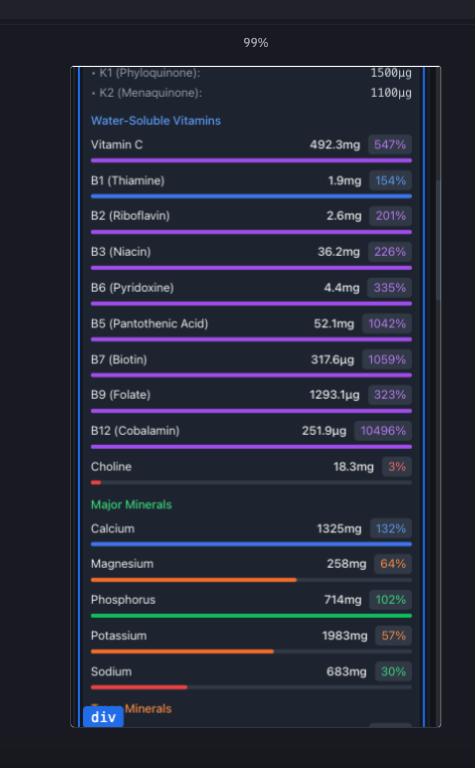 99%
• K1 (Phyloquinone): 1500µg
• K2 (Menaquinone): 1100µg
Water-Soluble Vitamins
Vitamin C 492.3mg 547%
B1 (Thiamine) 1.9mg 154%
B2 (Riboflavin) 2.6mg 201%
B3 (Niacin) 36.2mg 226%
B6 (Pyridoxine) 4.4mg 335%
B5 (Pantothenic Acid) 52.1mg 1042%
B7 (Biotin) 317.6µg 1059%
B9 (Folate) 1293.1µg 323%
B12 (Cobalamin) 251.9µg 10496%
Choline 18.3mg 3%
Major Minerals
Calcium 1325mg 132%
Magnesium 258mg 64%
Phosphorus 714mg 102%
Potassium 1983mg 57%
Sodium 683mg 30%
Minerals
div